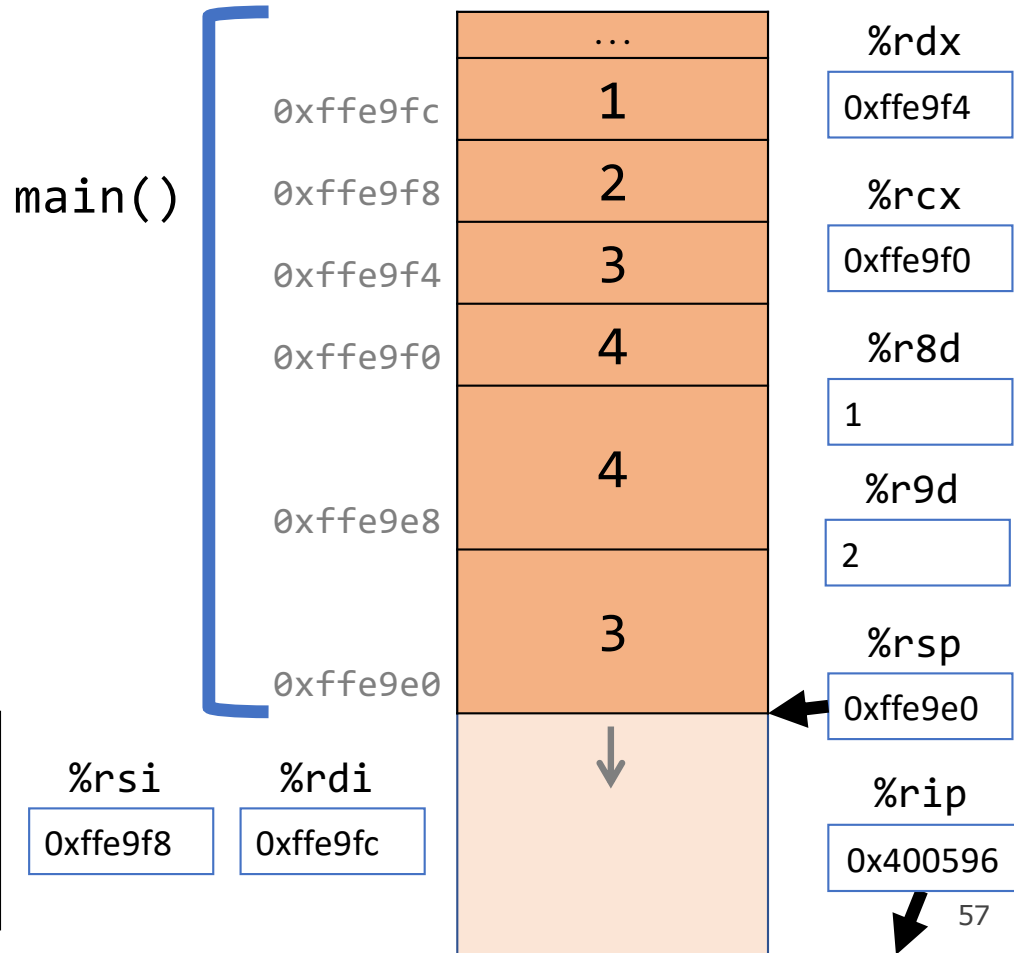 ...
%rdx
0xffe9fc
1
0xffe9f4
main()
0xffe9f8
2
%rcx
0xffe9f4
3
0xffe9f0
0xffe9f0
4
%r8d
1
4
%r9d
0xffe9e8
2
3
%rsp
0xffe9e0
0xffe9e0
%rsi
%rdi
%rip
0xffe9f8
0xffe9fc
0x400596
57